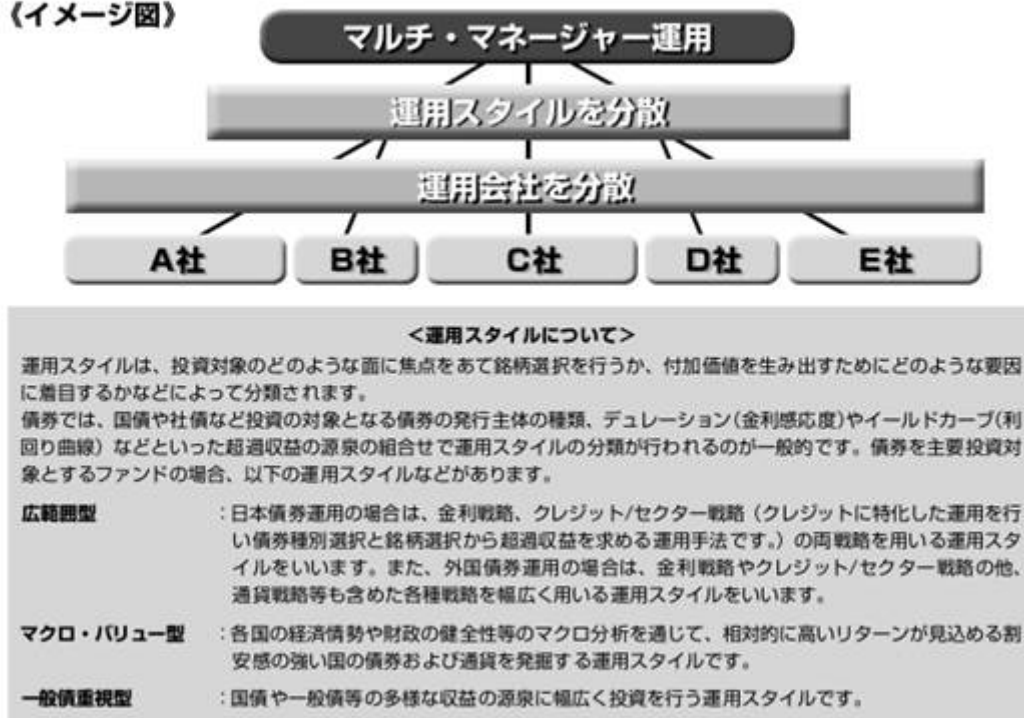 《イメージ図》
マルチ・マネージャー運用
運用スタイルを分散
運用会社を分散
A社 B社 C社 D社 E社
<運用スタイルについて>
運用スタイルは、投資対象のどのような面に焦点をあて銘柄選択を行うか、付加価値を生み出すためにどのような要因
に着目するかなどによって分類されます。
債券では、国債や社債など投資の対象となる債券の発行主体の種類、デュレーション(金利感応度)やイールドカーブ(利
回り曲線）などといった超過収益の源泉の組合せで運用スタイルの分類が行われるのが一般的です。債券を主要投資対
象とするファンドの場合、以下の運用スタイルなどがあります。
広範囲型 ：日本債券運用の場合は、金利戦略、クレジット/セクター戦略（クレジットに特化した運用を行
い債券種別選択と銘柄選択から超過収益を求める運用手法です。）の両戦略を用いる運用スタ
イルをいいます。また、外国債券運用の場合は、金利戦略やクレジット/セクター戦略の他、
通貨戦略等も含めた各種戦略を幅広く用いる運用スタイルをいいます。
マクロ・バリュー型 ：各国の経済情勢や財政の健全性等のマクロ分析を通じて、相対的に高いリターンが見込める割
安感の強い国の債券および通貨を発掘する運用スタイルです。
一般債重視型 ：国債や一般債等の多様な収益の源泉に幅広く投資を行う運用スタイルです。